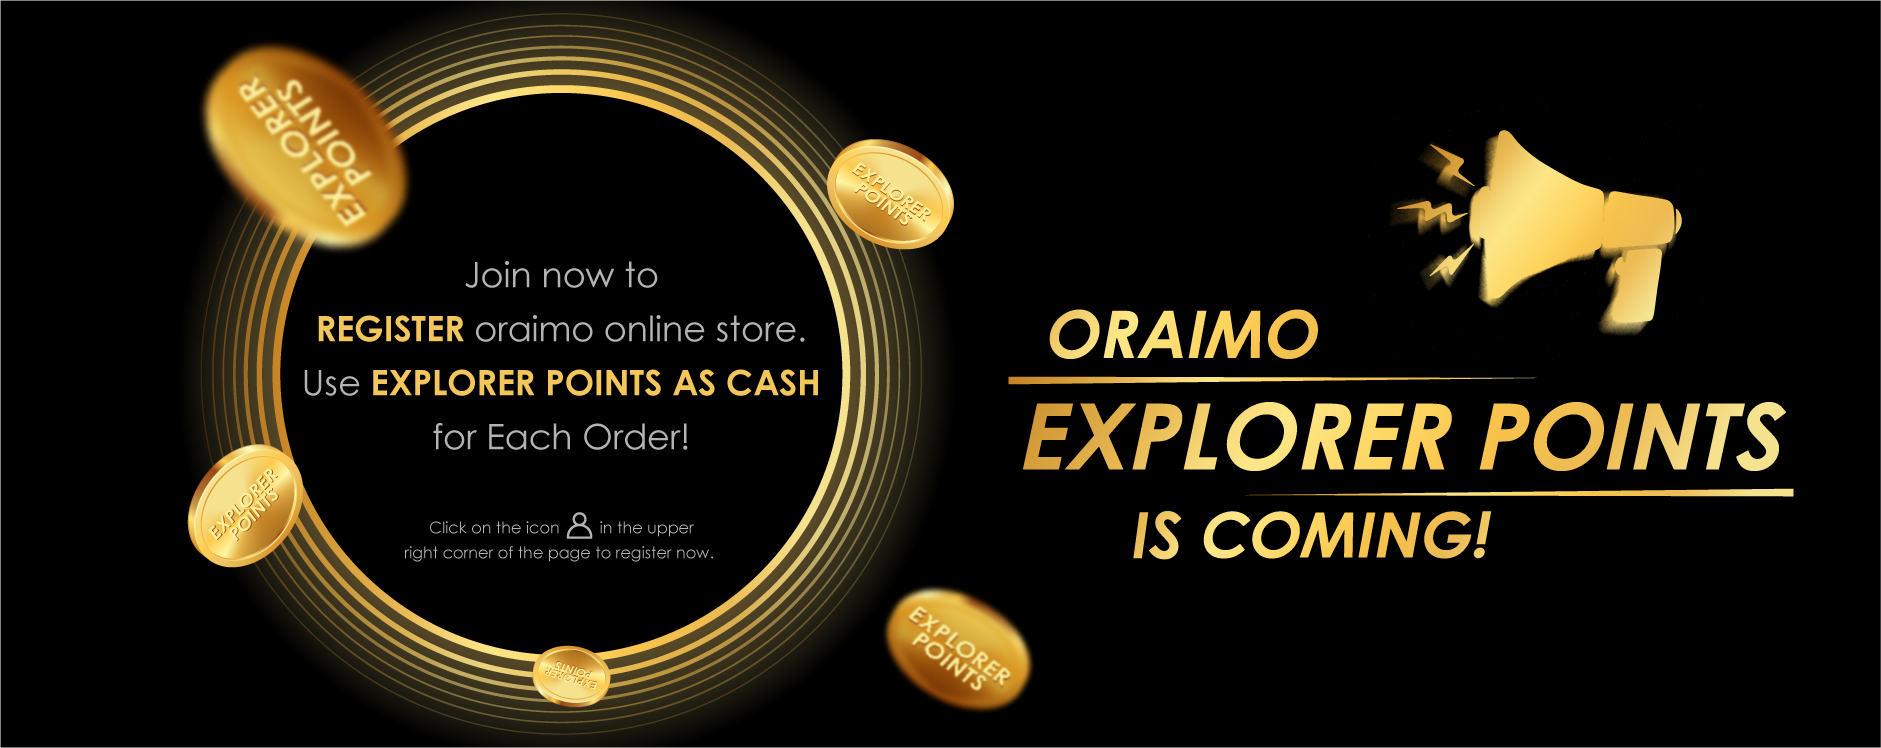 Join now to
REGISTER oraimo online store.
Use EXPLORER POINTS AS CASH
for Each Order!
Click on the icon in the upper
right corner of the page to register now.
ORAIMO
EXPLORER POINTS
IS COMING!
EXPLORER
POINTS
EXPLORER
POINTS
EXPLORER
POINTS
EXPLORER
POINTS
EXPLORER
POINTS